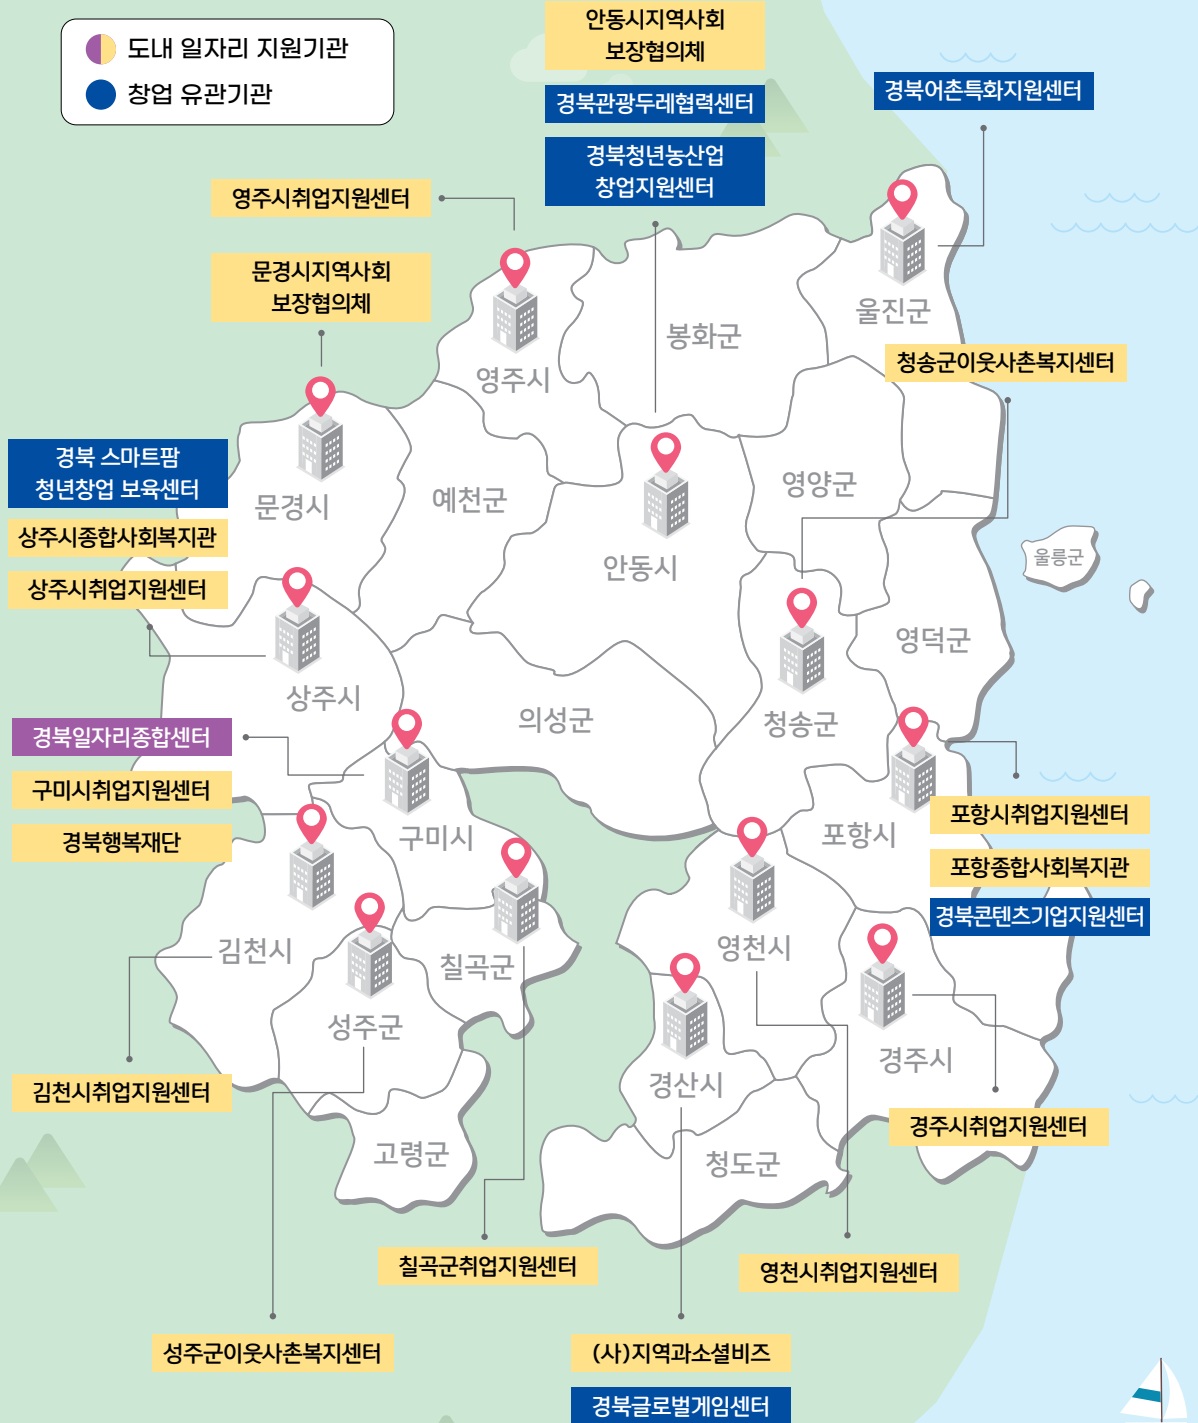 도내 일자리 지원기관
창업 유관기관
안동시지역사회
보장협의체
경북관광두레협력센터
경북청년농산업
창업지원센터
경북어촌특화지원센터
영주시취업지원센터
문경시지역사회
보장협의체
울진군
봉화군
영주시
청송군이웃사촌복지센터
경북 스마트팜
청년창업 보육센터
상주시종합사회복지관
상주시취업지원센터
문경시
예천군
영양군
안동시
울릉군
영덕군
상주시
의성군
청송군
경북일자리종합센터
구미시취업지원센터
경북행복재단
구미시
포항시
포항시취업지원센터
포항종합사회복지관
경북콘텐츠기업지원센터
김천시
칠곡군
영천시
성주군
경산시
경주시
김천시취업지원센터
경주시취업지원센터
고령군
청도군
칠곡군취업지원센터
영천시취업지원센터
성주군이웃사촌복지센터
(사)지역과소셜비즈
경북글로벌게임센터